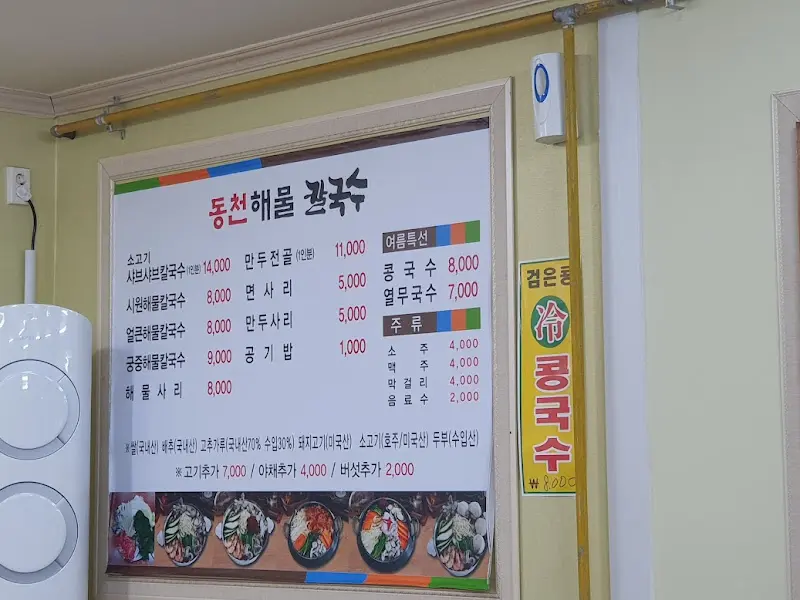 동천해물 칼국수
소고기
샤브샤브칼국수(1인분) 14,000
시원해물칼국수 8,000
얼큰해물칼국수 8,000
궁중해물칼국수 9,000
해물사리 8,000
만두전골(1인분) 11,000
면사리 5,000
만두사리 5,000
공기밥 1,000
여름특선
콩국수 8,000
열무국수 7,000
주류
소주 4,000
맥주 4,000
막걸리 4,000
음료수 2,000
※쌀(국내산) 배추(국내산) 고추가루(국내산70% 수입30%) 돼지고기(미국산) 소고기(호주/미국산) 두부(수입산)
※고기추가 7,000 / 야채추가 4,000 / 버섯추가 2,000
검은콩
冷
콩국수
₩8,000